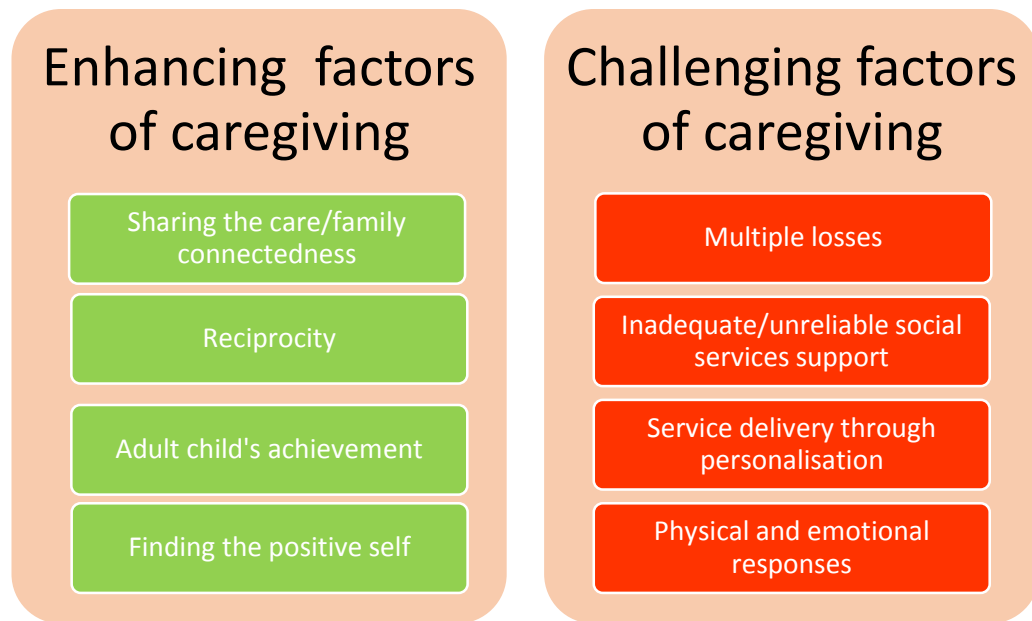 Enhancing  factors
of caregiving
Sharing the care/family
connectedness
Reciprocity
Adult child's achievement
Finding the positive self
Challenging factors
of caregiving
Multiple losses
Inadequate/unreliable social
services support
Service delivery through
personalisation
Physical and emotional
responses